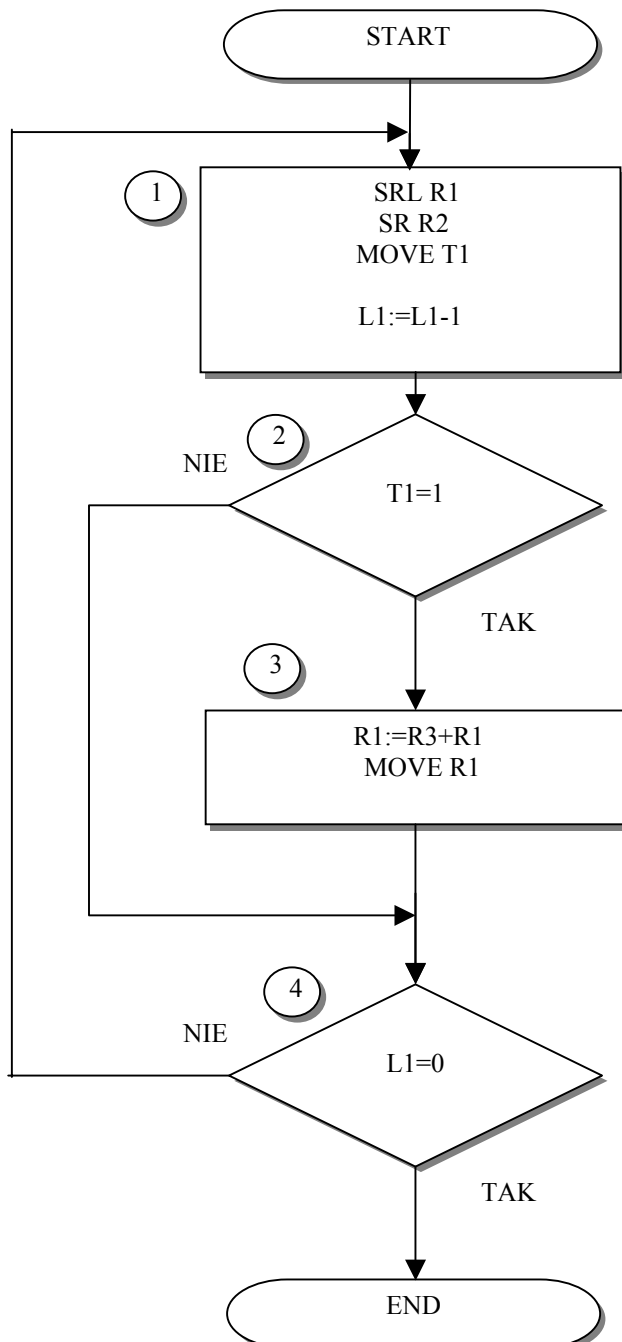 START
1
SRL R1
SR R2
MOVE T1
L1:=L1-1
2
NIE
T1=1
TAK
3
R1:=R3+R1
MOVE R1
4
NIE
L1=0
TAK
END